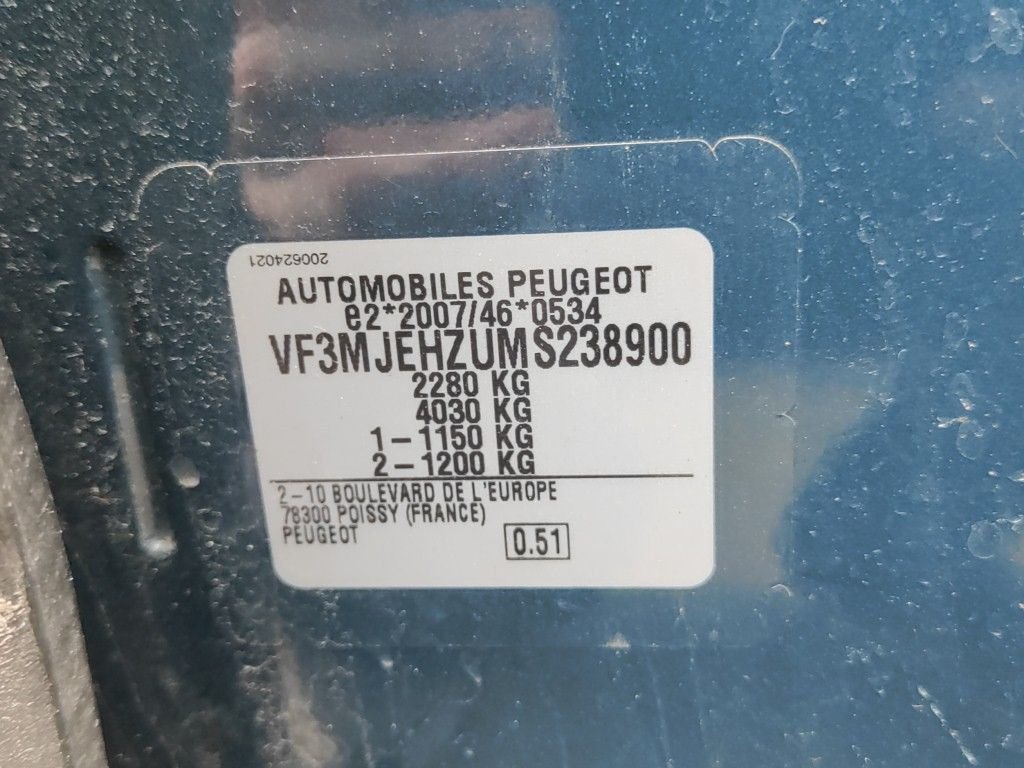 200624021
AUTOMOBILES PEUGEOT
e2*2007/46*0534
VF3MJEHZUMS238900
2280 KG
4030 KG
1-1150 KG
2-1200 KG
2-10 BOULEVARD DE L'EUROPE
78300 POISSY (FRANCE)
PEUGEOT
0.51